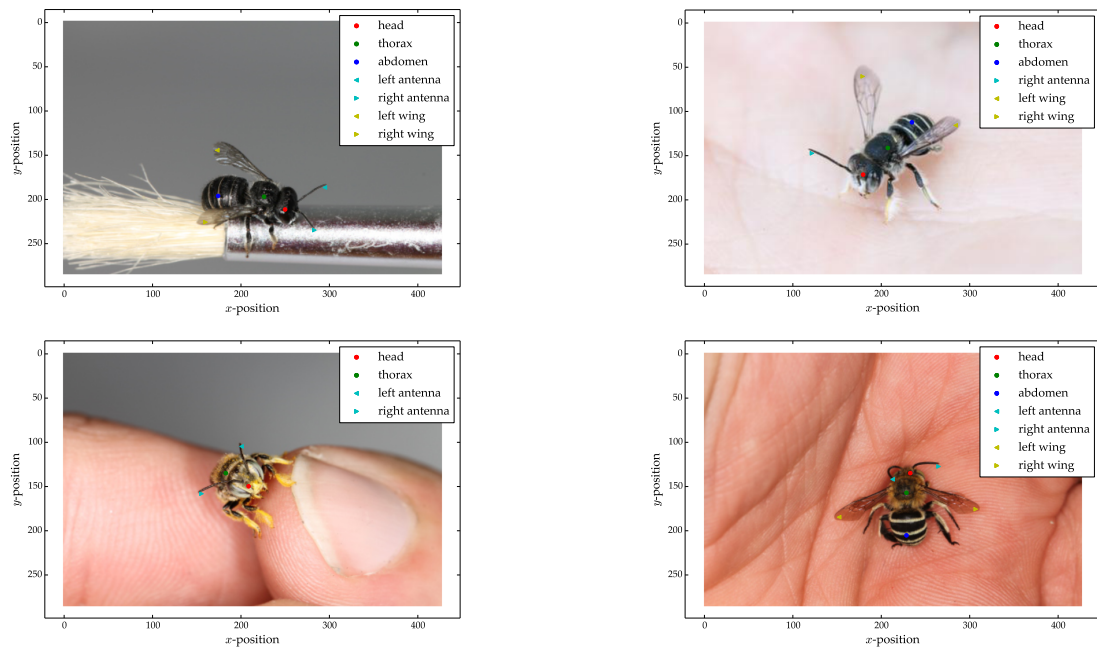 0
50
100
150
200
250
0
100
200
300
400
y-position
x-position
head
thorax
abdomen
left antenna
right antenna
left wing
right wing
0
50
100
150
200
250
0
100
200
300
400
y-position
x-position
head
thorax
abdomen
right antenna
left wing
right wing
0
50
100
150
200
250
0
100
200
300
400
y-position
x-position
head
thorax
left antenna
right antenna
0
50
100
150
200
250
0
100
200
300
400
y-position
x-position
head
thorax
abdomen
left antenna
right antenna
left wing
right wing